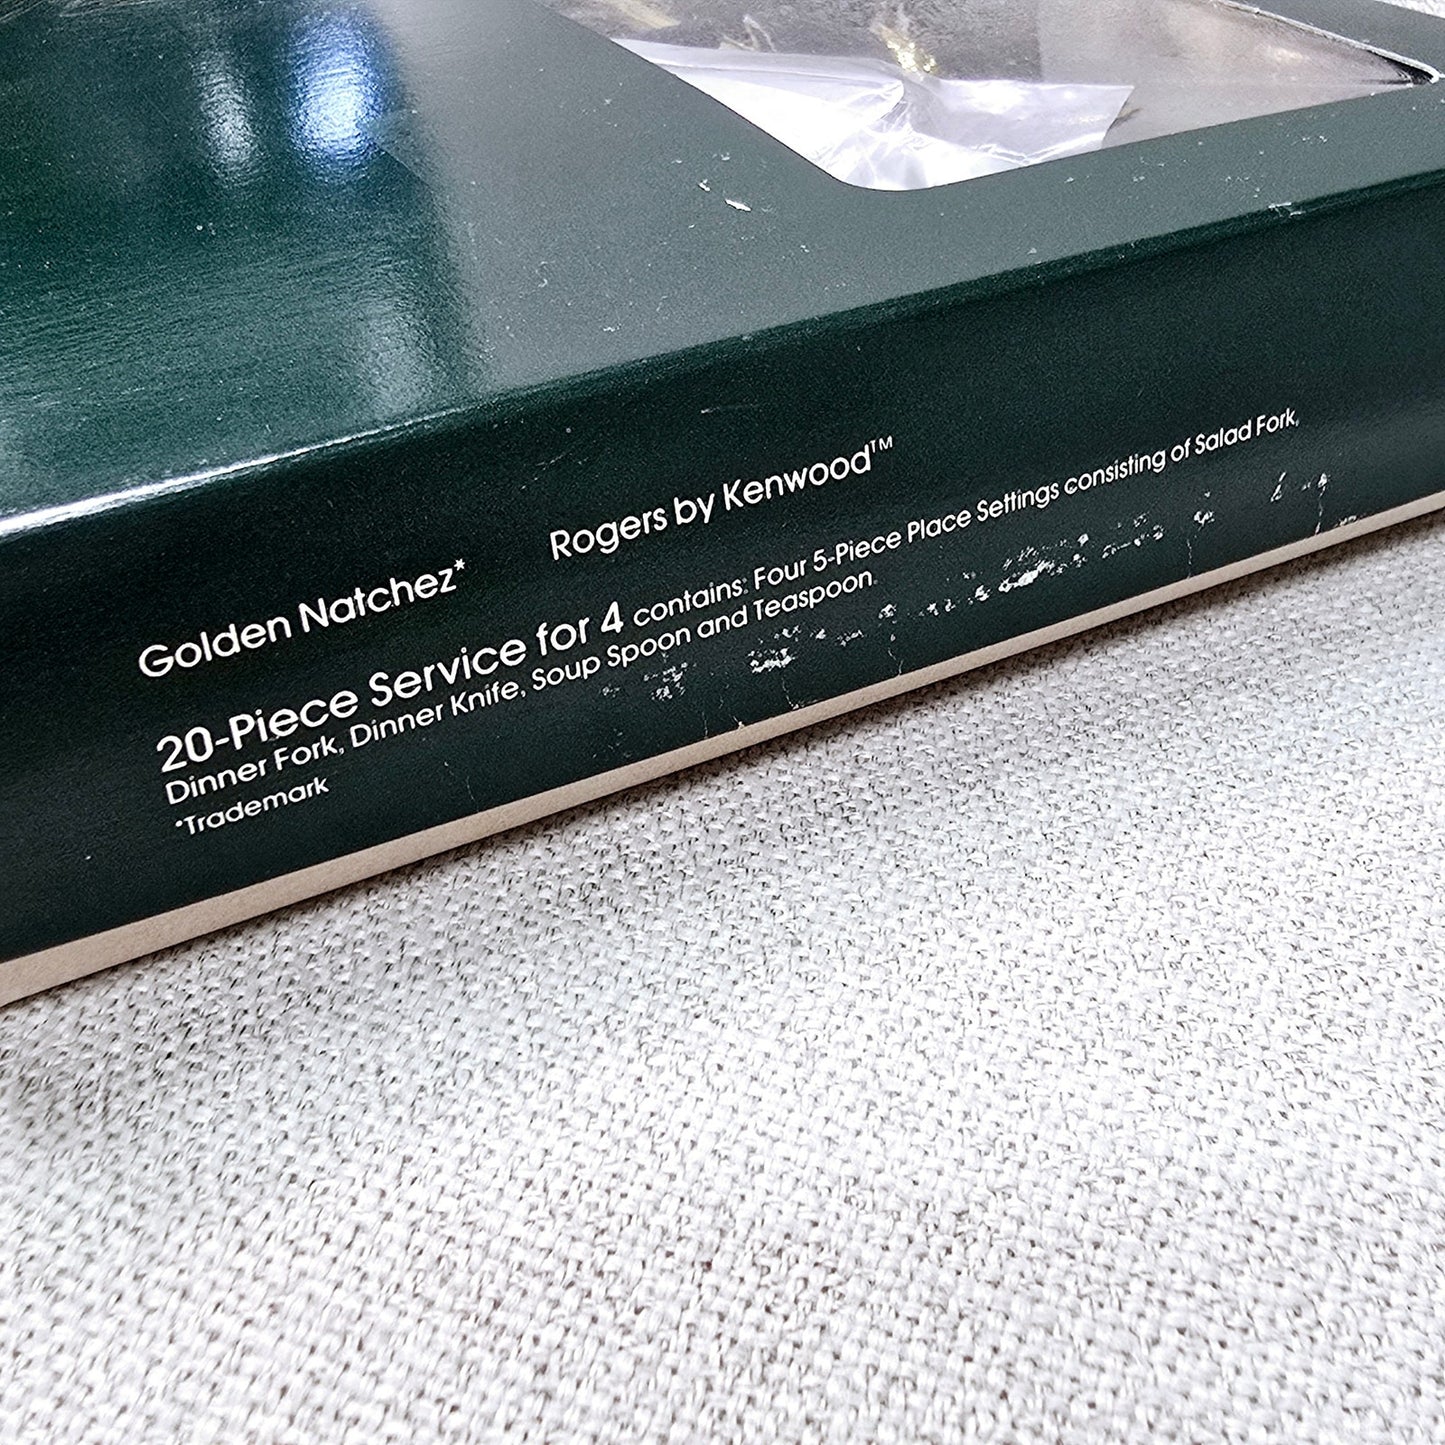 Golden Natchez* Rogers by Kenwood™
20-Piece Service for 4 contains: Four 5-Piece Place Settings consisting of Salad Fork,
Dinner Fork, Dinner Knife, Soup Spoon and Teaspoon.
*Trademark